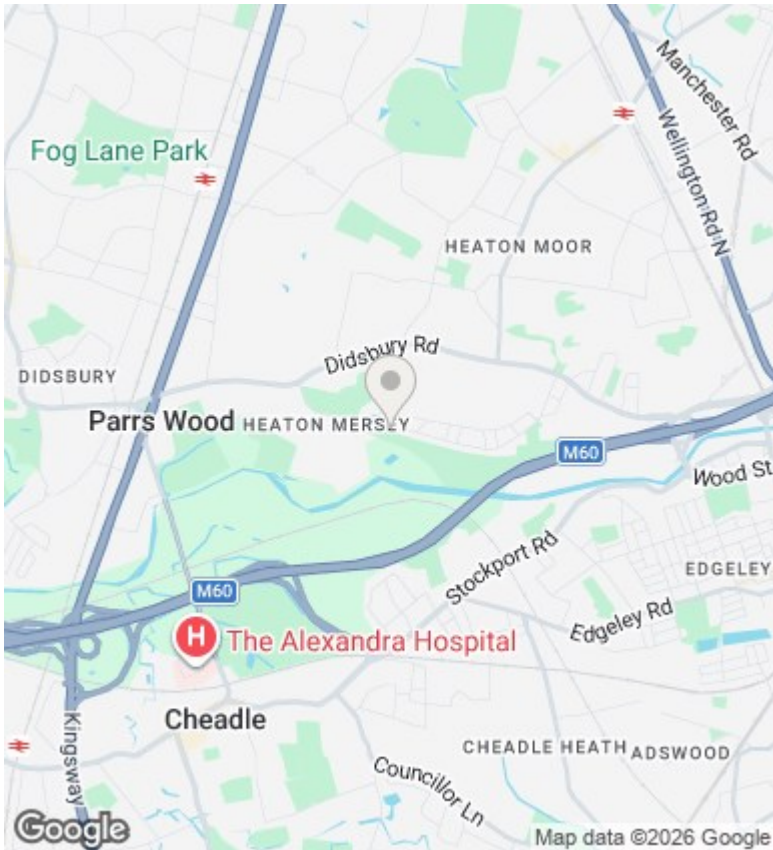 Manchester Rd
Fog Lane Park
Wellington Rd N
HEATON MOOR
Didsbury Rd
DIDSBURY
Parrs Wood
HEATON MERSEY
M60
Wood St
Stockport Rd
EDGELEY
M60
Edgeley Rd
H
The Alexandra Hospital
Cheadle
Kingsway
CHEADLE HEATH
ADSWOOD
Councillor Ln
Google
Map data ©2026 Google